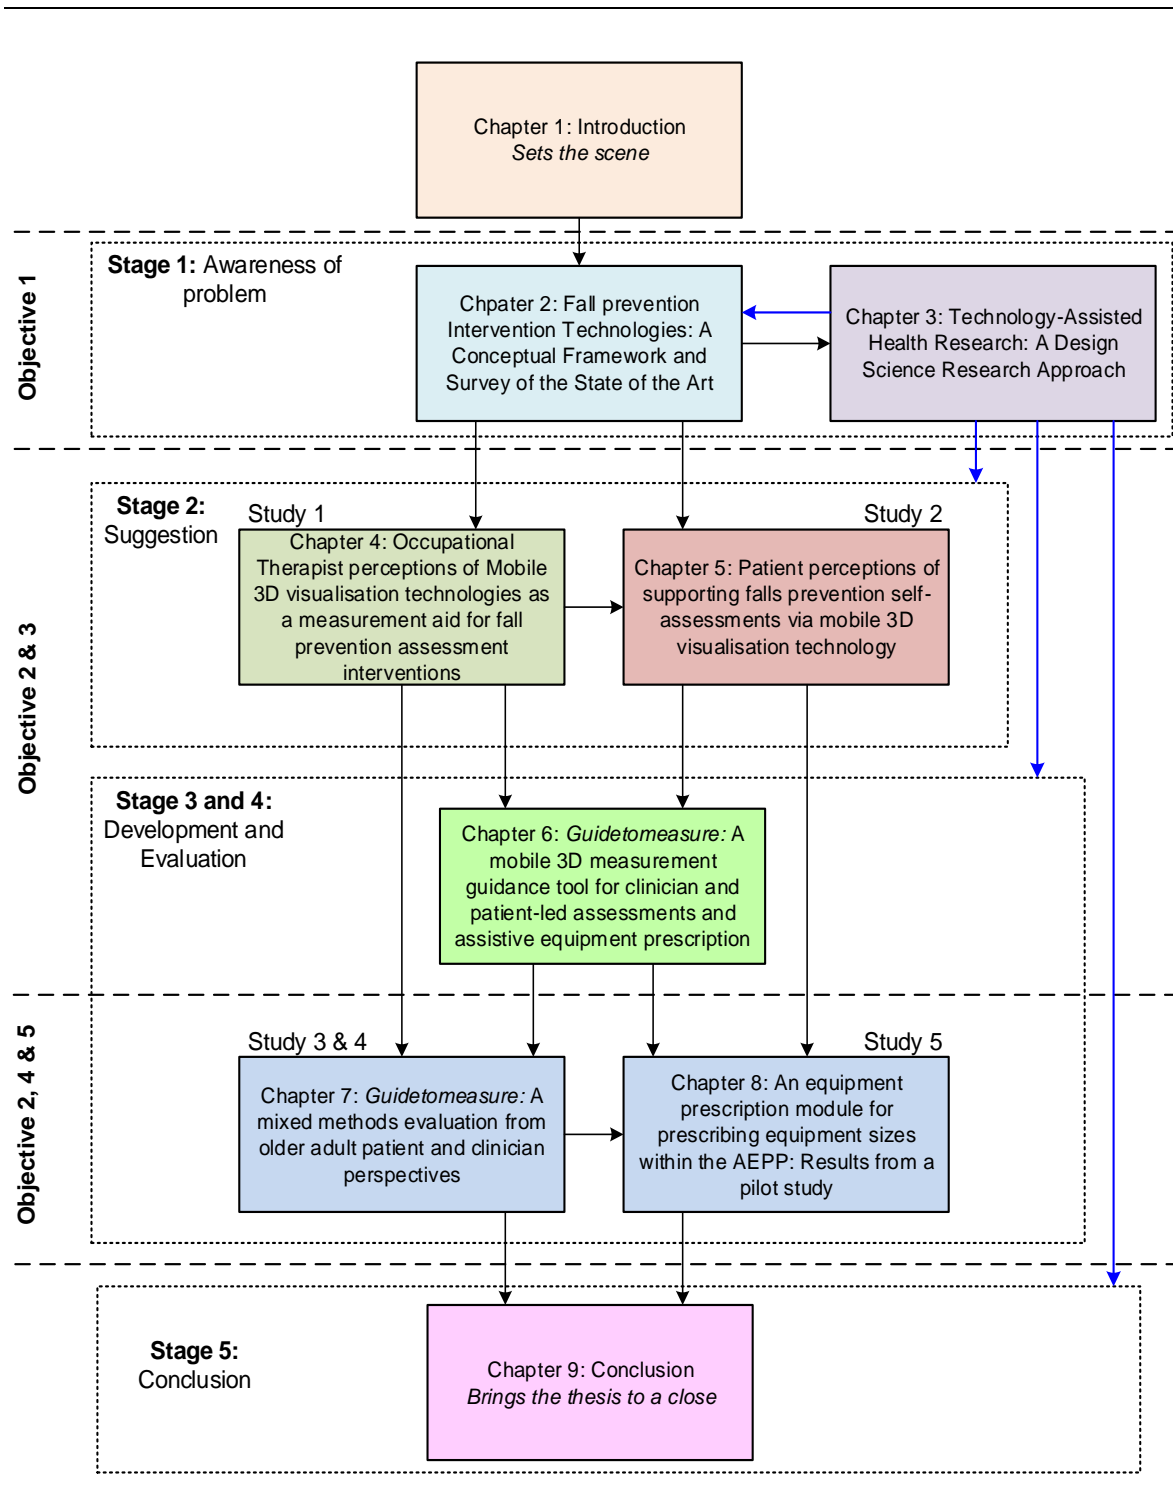 Chapter 1: Introduction
Sets the scene
Objective 1
Stage 1: Awareness of
problem
Chpater 2: Fall prevention
Intervention Technologies: A
Conceptual Framework and
Survey of the State of the Art
Chapter 3: Technology-Assisted
Health Research: A Design
Science Research Approach
Objective 2 & 3
Stage 2:
Suggestion
Study 1
Chapter 4: Occupational
Therapist perceptions of Mobile
3D visualisation technologies as
a measurement aid for fall
prevention assessment
interventions
Study 2
Chapter 5: Patient perceptions of
supporting falls prevention self-
assessments via mobile 3D
visualisation technology
Stage 3 and 4:
Development and
Evaluation
Chapter 6: Guidetomeasure: A
mobile 3D measurement
guidance tool for clinician and
patient-led assessments and
assistive equipment prescription
Objective 2, 4 & 5
Study 3 & 4
Chapter 7: Guidetomeasure: A
mixed methods evaluation from
older adult patient and clinician
perspectives
Study 5
Chapter 8: An equipment
prescription module for
prescribing equipment sizes
within the AEPP: Results from a
pilot study
Stage 5:
Conclusion
Chapter 9: Conclusion
Brings the thesis to a close